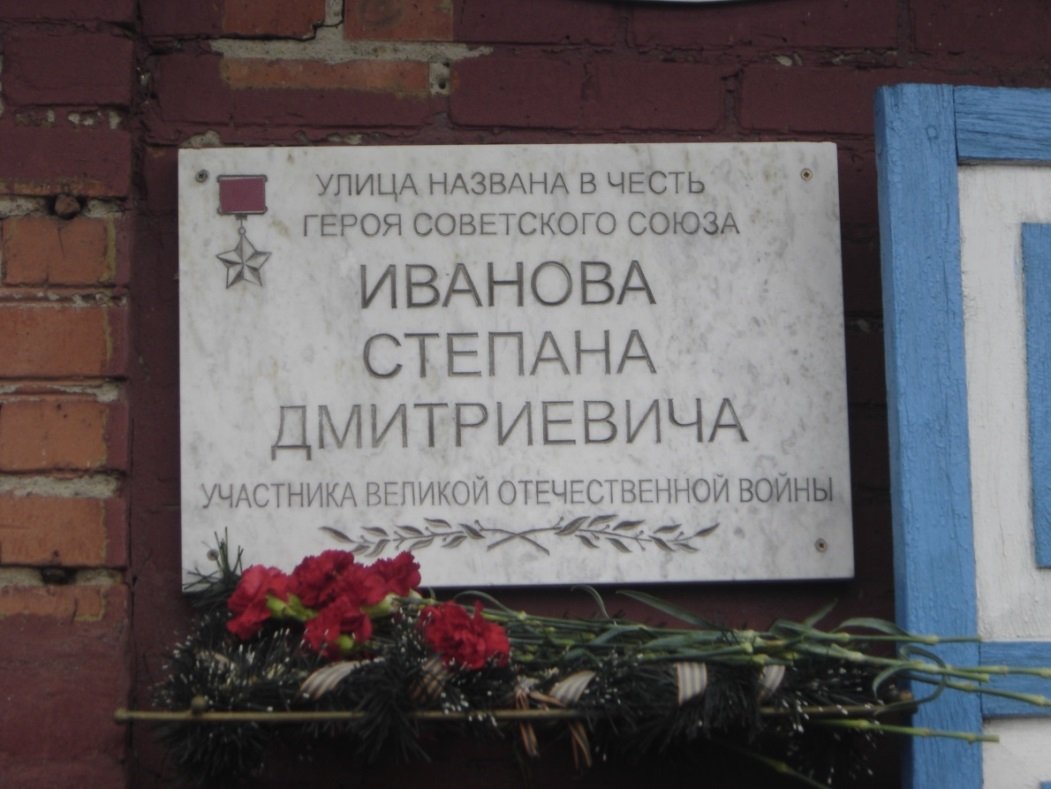 УЛИЦА НАЗВАНА В ЧЕСТЬ
ГЕРОЯ СОВЕТСКОГО СОЮЗА
ИВАНОВА
СТЕПАНА
ДМИТРИЕВИЧА
УЧАСТНИКА ВЕЛИКОЙ ОТЕЧЕСТВЕННОЙ ВОЙНЫ